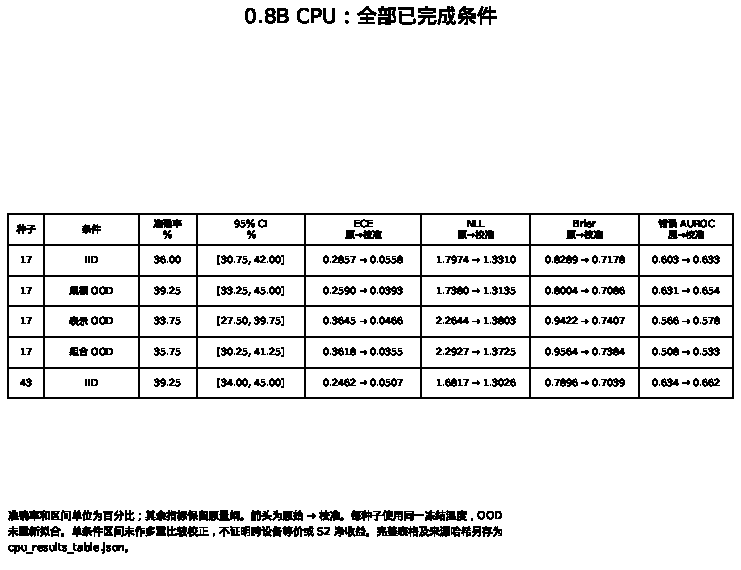 0.8B CPU：全部已完成条件
种子 条件 准确率 % 95% CI % ECE 原→校准 NLL 原→校准 Brier 原→校准 错误 AUROC 原→校准
17 IID 36.00 [30.75, 42.00] 0.2857 → 0.0558 1.7974 → 1.3310 0.8289 → 0.7178 0.603 → 0.633
17 规模 OOD 39.25 [33.25, 45.00] 0.2590 → 0.0393 1.7380 → 1.3135 0.8004 → 0.7086 0.631 → 0.654
17 表示 OOD 33.75 [27.50, 39.75] 0.3645 → 0.0466 2.2644 → 1.3803 0.9422 → 0.7407 0.566 → 0.578
17 组合 OOD 35.75 [30.25, 41.25] 0.3618 → 0.0355 2.2927 → 1.3725 0.9564 → 0.7384 0.508 → 0.533
43 IID 39.25 [34.00, 45.00] 0.2462 → 0.0507 1.6817 → 1.3026 0.7896 → 0.7039 0.634 → 0.662
准确率和区间单位为百分比；其余指标保留原量纲。箭头为原始 → 校准。每种子使用同一冻结温度，OOD
未重新拟合。单条件区间未作多重比较校正，不证明跨设备等价或 S2 净收益。完整表格及来源哈希另存为
cpu_results_table.json。